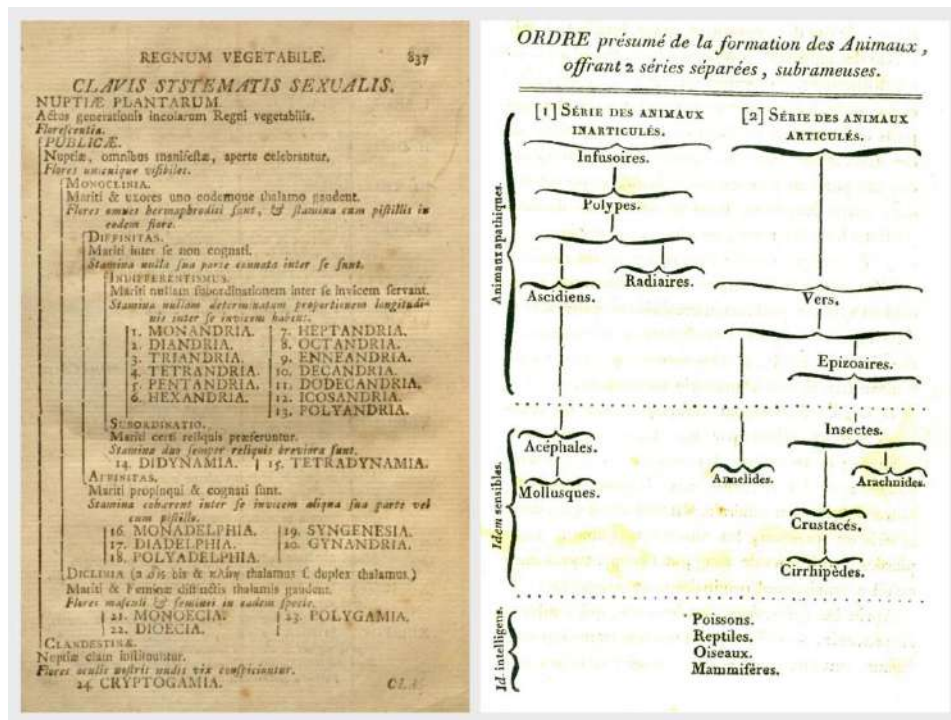 REGNUM VEGETABILE. 837
CLAVIS SYSTEMATIS SEXUALIS.
NUPTIÆ PLANTARUM.
Actus generationis incolarum Regni vegetabilis.
Florescentia.
PUBLICÆ.
Nuptiæ, omnibus manifestæ, aperte celebrantur.
Flores unicuique visibiles.
MONOCLINIA.
Mariti & uxores uno eodemque thalamo gaudent.
Flores omnes hermaphroditi sunt, & stamina cum pistillis in
eodem flore.
DIFFINITAS.
Mariti inter se non cognati.
Stamina nulla sua parte connata inter se sunt.
INDIFFERENTISMUS.
Mariti nullam subordinationem inter se invicem servant.
Stamina nullam determinatam proportionem longitudi-
nis inter se invicem habent.
1. MONANDRIA. 7. HEPTANDRIA.
2. DIANDRIA. 8. OCTANDRIA.
3. TRIANDRIA. 9. ENNEANDRIA.
4. TETRANDRIA. 10. DECANDRIA.
5. PENTANDRIA. 11. DODECANDRIA.
6. HEXANDRIA. 12. ICOSANDRIA.
13. POLYANDRIA.
SUBORDINATIO.
Mariti certi reliquis præferuntur.
Stamina duo semper reliquis breviora sunt.
14. DIDYNAMIA. 15. TETRADYNAMIA.
AFFINITAS.
Mariti propinqui & cognati sunt.
Stamina cohærent inter se invicem aliqua sua parte vel
cum pistillo.
16. MONADELPHIA. 19. SYNGENESIA.
17. DIADELPHIA. 20. GYNANDRIA.
18. POLYADELPHIA.
DICLINIA (a δις bis & κλίνη thalamus s. duplex thalamus.)
Mariti & Feminæ distinctis thalamis gaudent.
Flores masculi & feminei in eadem specie.
21. MONOECIA. 23. POLYGAMIA.
22. DIOECIA.
CLANDESTINÆ.
Nuptiæ clam instituuntur.
Flores oculis nostris nudis vix conspiciuntur.
24. CRYPTOGAMIA.
ORDRE présumé de la formation des Animaux,
offrant 2 séries séparées, subrameuses.
[1] SÉRIE DES ANIMAUX
INARTICULÉS.
[2] SÉRIE DES ANIMAUX
ARTICULÉS.
Animaux apathiques.
Infusoires.
Polypes.
Radiaires.
Ascidiens.
Vers.
Epizoaires.
Idem sensibles.
Insectes.
Acéphales.
Annelides.
Arachnides.
Mollusques.
Crustacés.
Cirrhipèdes.
Id. intelligens.
Poissons.
Reptiles.
Oiseaux.
Mammifères.